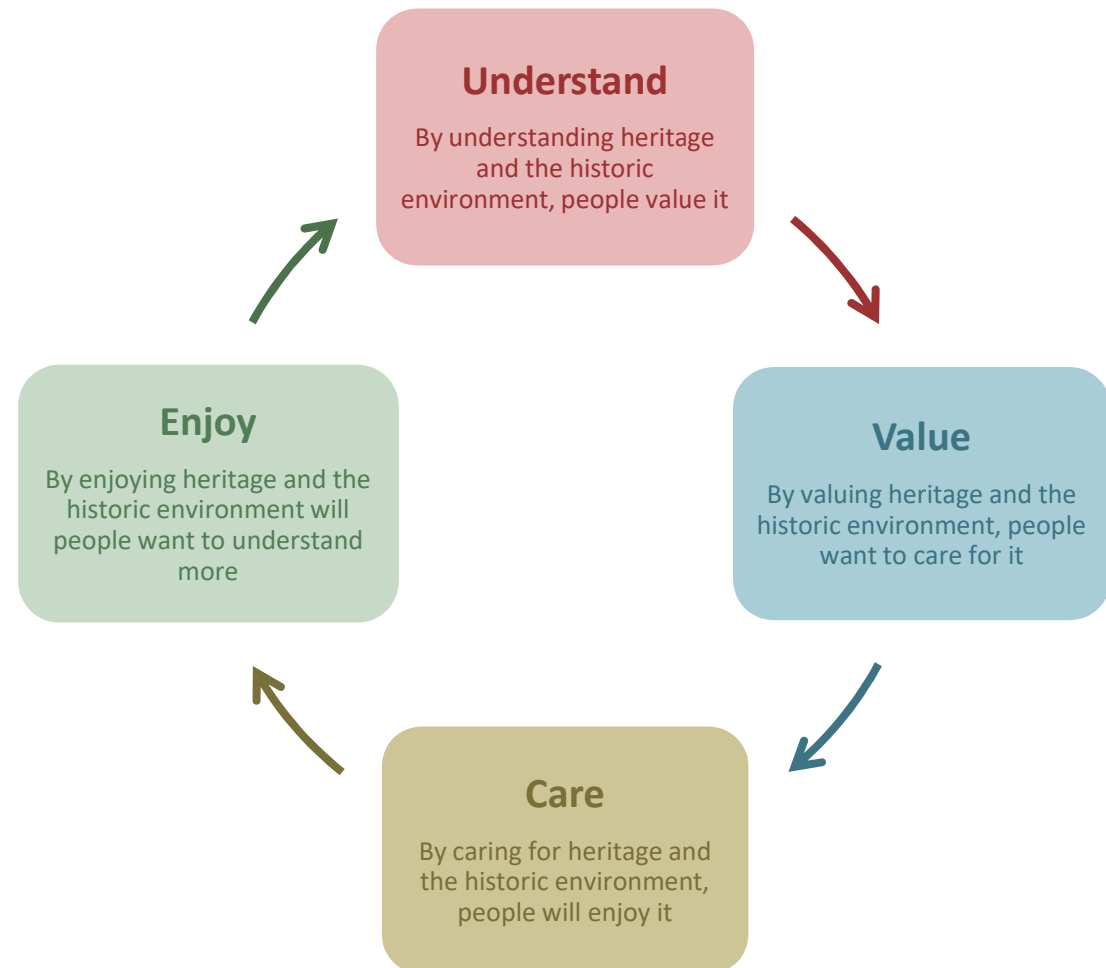 Understand
By understanding heritage
and the historic
environment, people value it
Enjoy
By enjoying heritage and the
historic environment will
people want to understand
more
Value
By valuing heritage and the
historic environment, people
want to care for it
Care
By caring for heritage and
the historic environment,
people will enjoy it